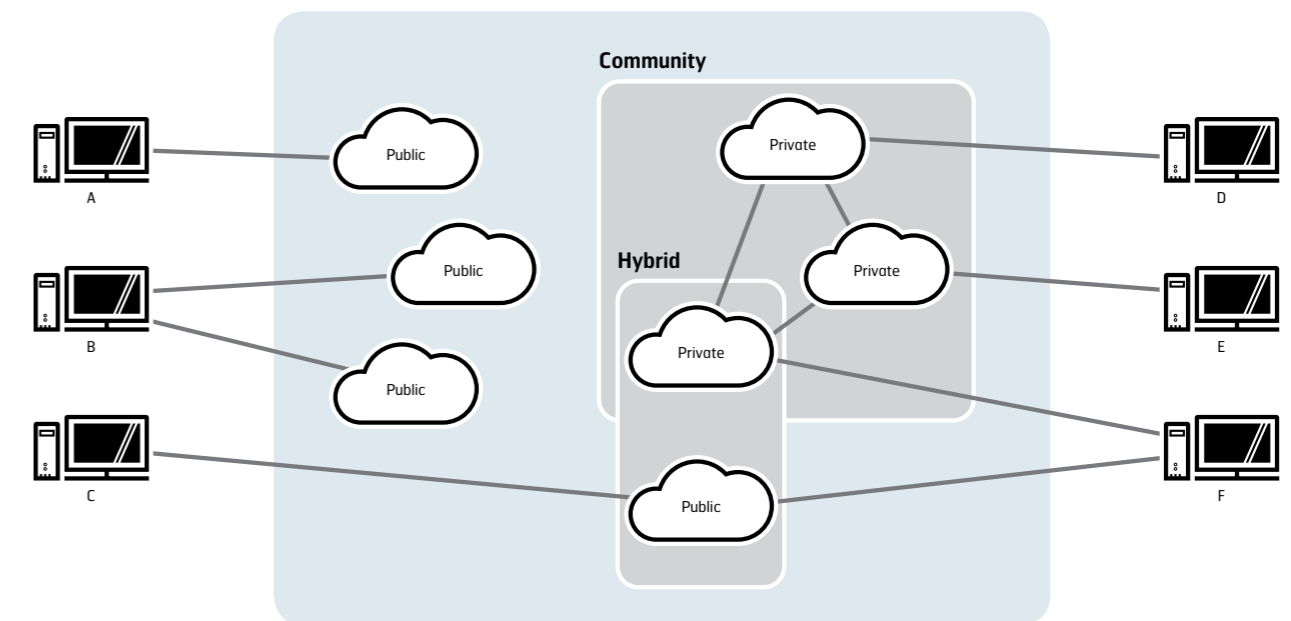 Community
Public
Private
A
D
Public
Hybrid
Private
B
E
Private
Public
C
F
Public